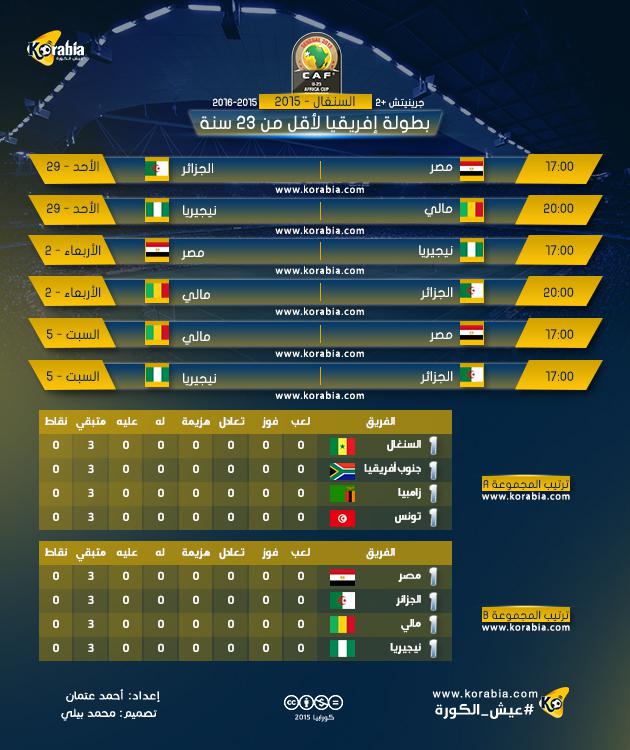 Korabia
عيش الكورة
SENEGAL 2015
CAF
U-23
AFRICA CUP
جرينيتش +2 السنغال - 2015 2015-2016
بطولة إفريقيا لأقل من 23 سنة
17:00 مصر الجزائر الأحد - 29
www.korabia.com
20:00 مالي نيجيريا الأحد - 29
www.korabia.com
17:00 نيجيريا مصر الأربعاء - 2
www.korabia.com
20:00 الجزائر مالي الأربعاء - 2
www.korabia.com
17:00 مصر مالي السبت - 5
www.korabia.com
17:00 الجزائر نيجيريا السبت - 5
www.korabia.com
الفريق لعب فوز تعادل هزيمة له عليه متبقي نقاط
السنغال 0 0 0 0 0 0 3 0
جنوب أفريقيا 0 0 0 0 0 0 3 0
زامبيا 0 0 0 0 0 0 3 0
تونس 0 0 0 0 0 0 3 0
ترتيب المجموعة A
www.korabia.com
الفريق لعب فوز تعادل هزيمة له عليه متبقي نقاط
مصر 0 0 0 0 0 0 3 0
الجزائر 0 0 0 0 0 0 3 0
مالي 0 0 0 0 0 0 3 0
نيجيريا 0 0 0 0 0 0 3 0
ترتيب المجموعة B
www.korabia.com
www.korabia.com
#عيش_الكورة
كورابيا 2015
إعداد: أحمد عتمان
تصميم: محمد بيلي